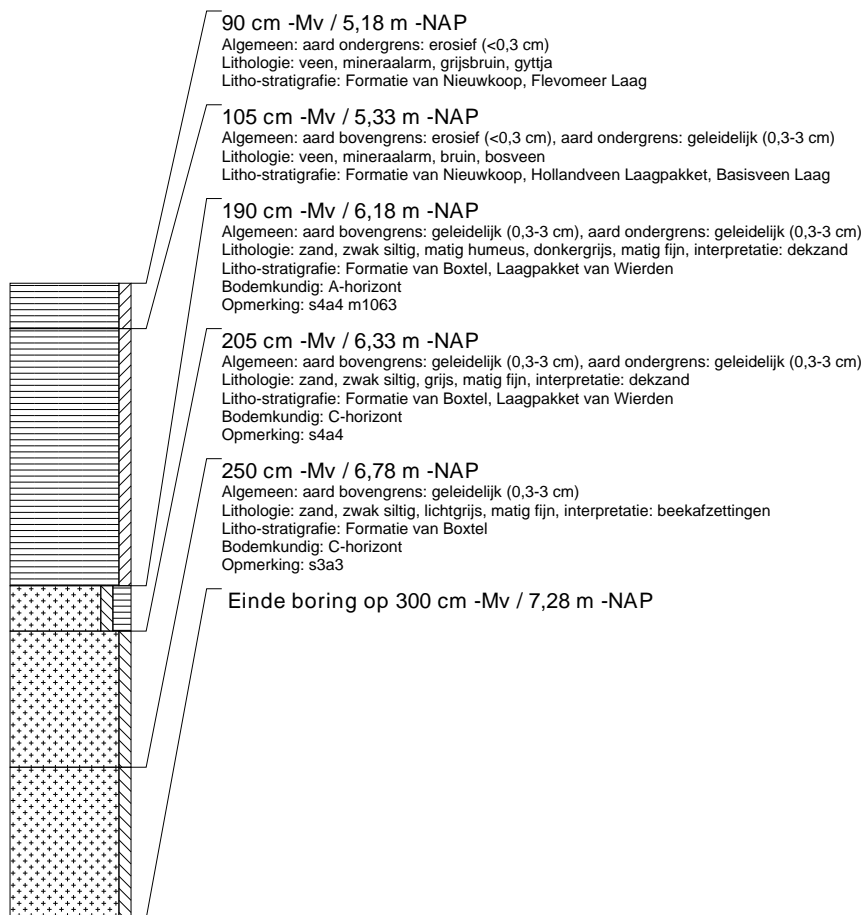 90 cm -Mv / 5,18 m -NAP
Algemeen: aard ondergrens: erosief (<0,3 cm)
Lithologie: veen, mineraalarm, grijsbruin, gyttja
Litho-stratigrafie: Formatie van Nieuwkoop, Flevomeer Laag
105 cm -Mv / 5,33 m -NAP
Algemeen: aard bovengrens: erosief (<0,3 cm), aard ondergrens: geleidelijk (0,3-3 cm)
Lithologie: veen, mineraalarm, bruin, bosveen
Litho-stratigrafie: Formatie van Nieuwkoop, Hollandveen Laagpakket, Basisveen Laag
190 cm -Mv / 6,18 m -NAP
Algemeen: aard bovengrens: geleidelijk (0,3-3 cm), aard ondergrens: geleidelijk (0,3-3 cm)
Lithologie: zand, zwak siltig, matig humeus, donkergrijs, matig fijn, interpretatie: dekzand
Litho-stratigrafie: Formatie van Boxtel, Laagpakket van Wierden
Bodemkundig: A-horizont
Opmerking: s4a4 m1063
205 cm -Mv / 6,33 m -NAP
Algemeen: aard bovengrens: geleidelijk (0,3-3 cm), aard ondergrens: geleidelijk (0,3-3 cm)
Lithologie: zand, zwak siltig, grijs, matig fijn, interpretatie: dekzand
Litho-stratigrafie: Formatie van Boxtel, Laagpakket van Wierden
Bodemkundig: C-horizont
Opmerking: s4a4
250 cm -Mv / 6,78 m -NAP
Algemeen: aard bovengrens: geleidelijk (0,3-3 cm)
Lithologie: zand, zwak siltig, lichtgrijs, matig fijn, interpretatie: beekafzettingen
Litho-stratigrafie: Formatie van Boxtel
Bodemkundig: C-horizont
Opmerking: s3a3
Einde boring op 300 cm -Mv / 7,28 m -NAP